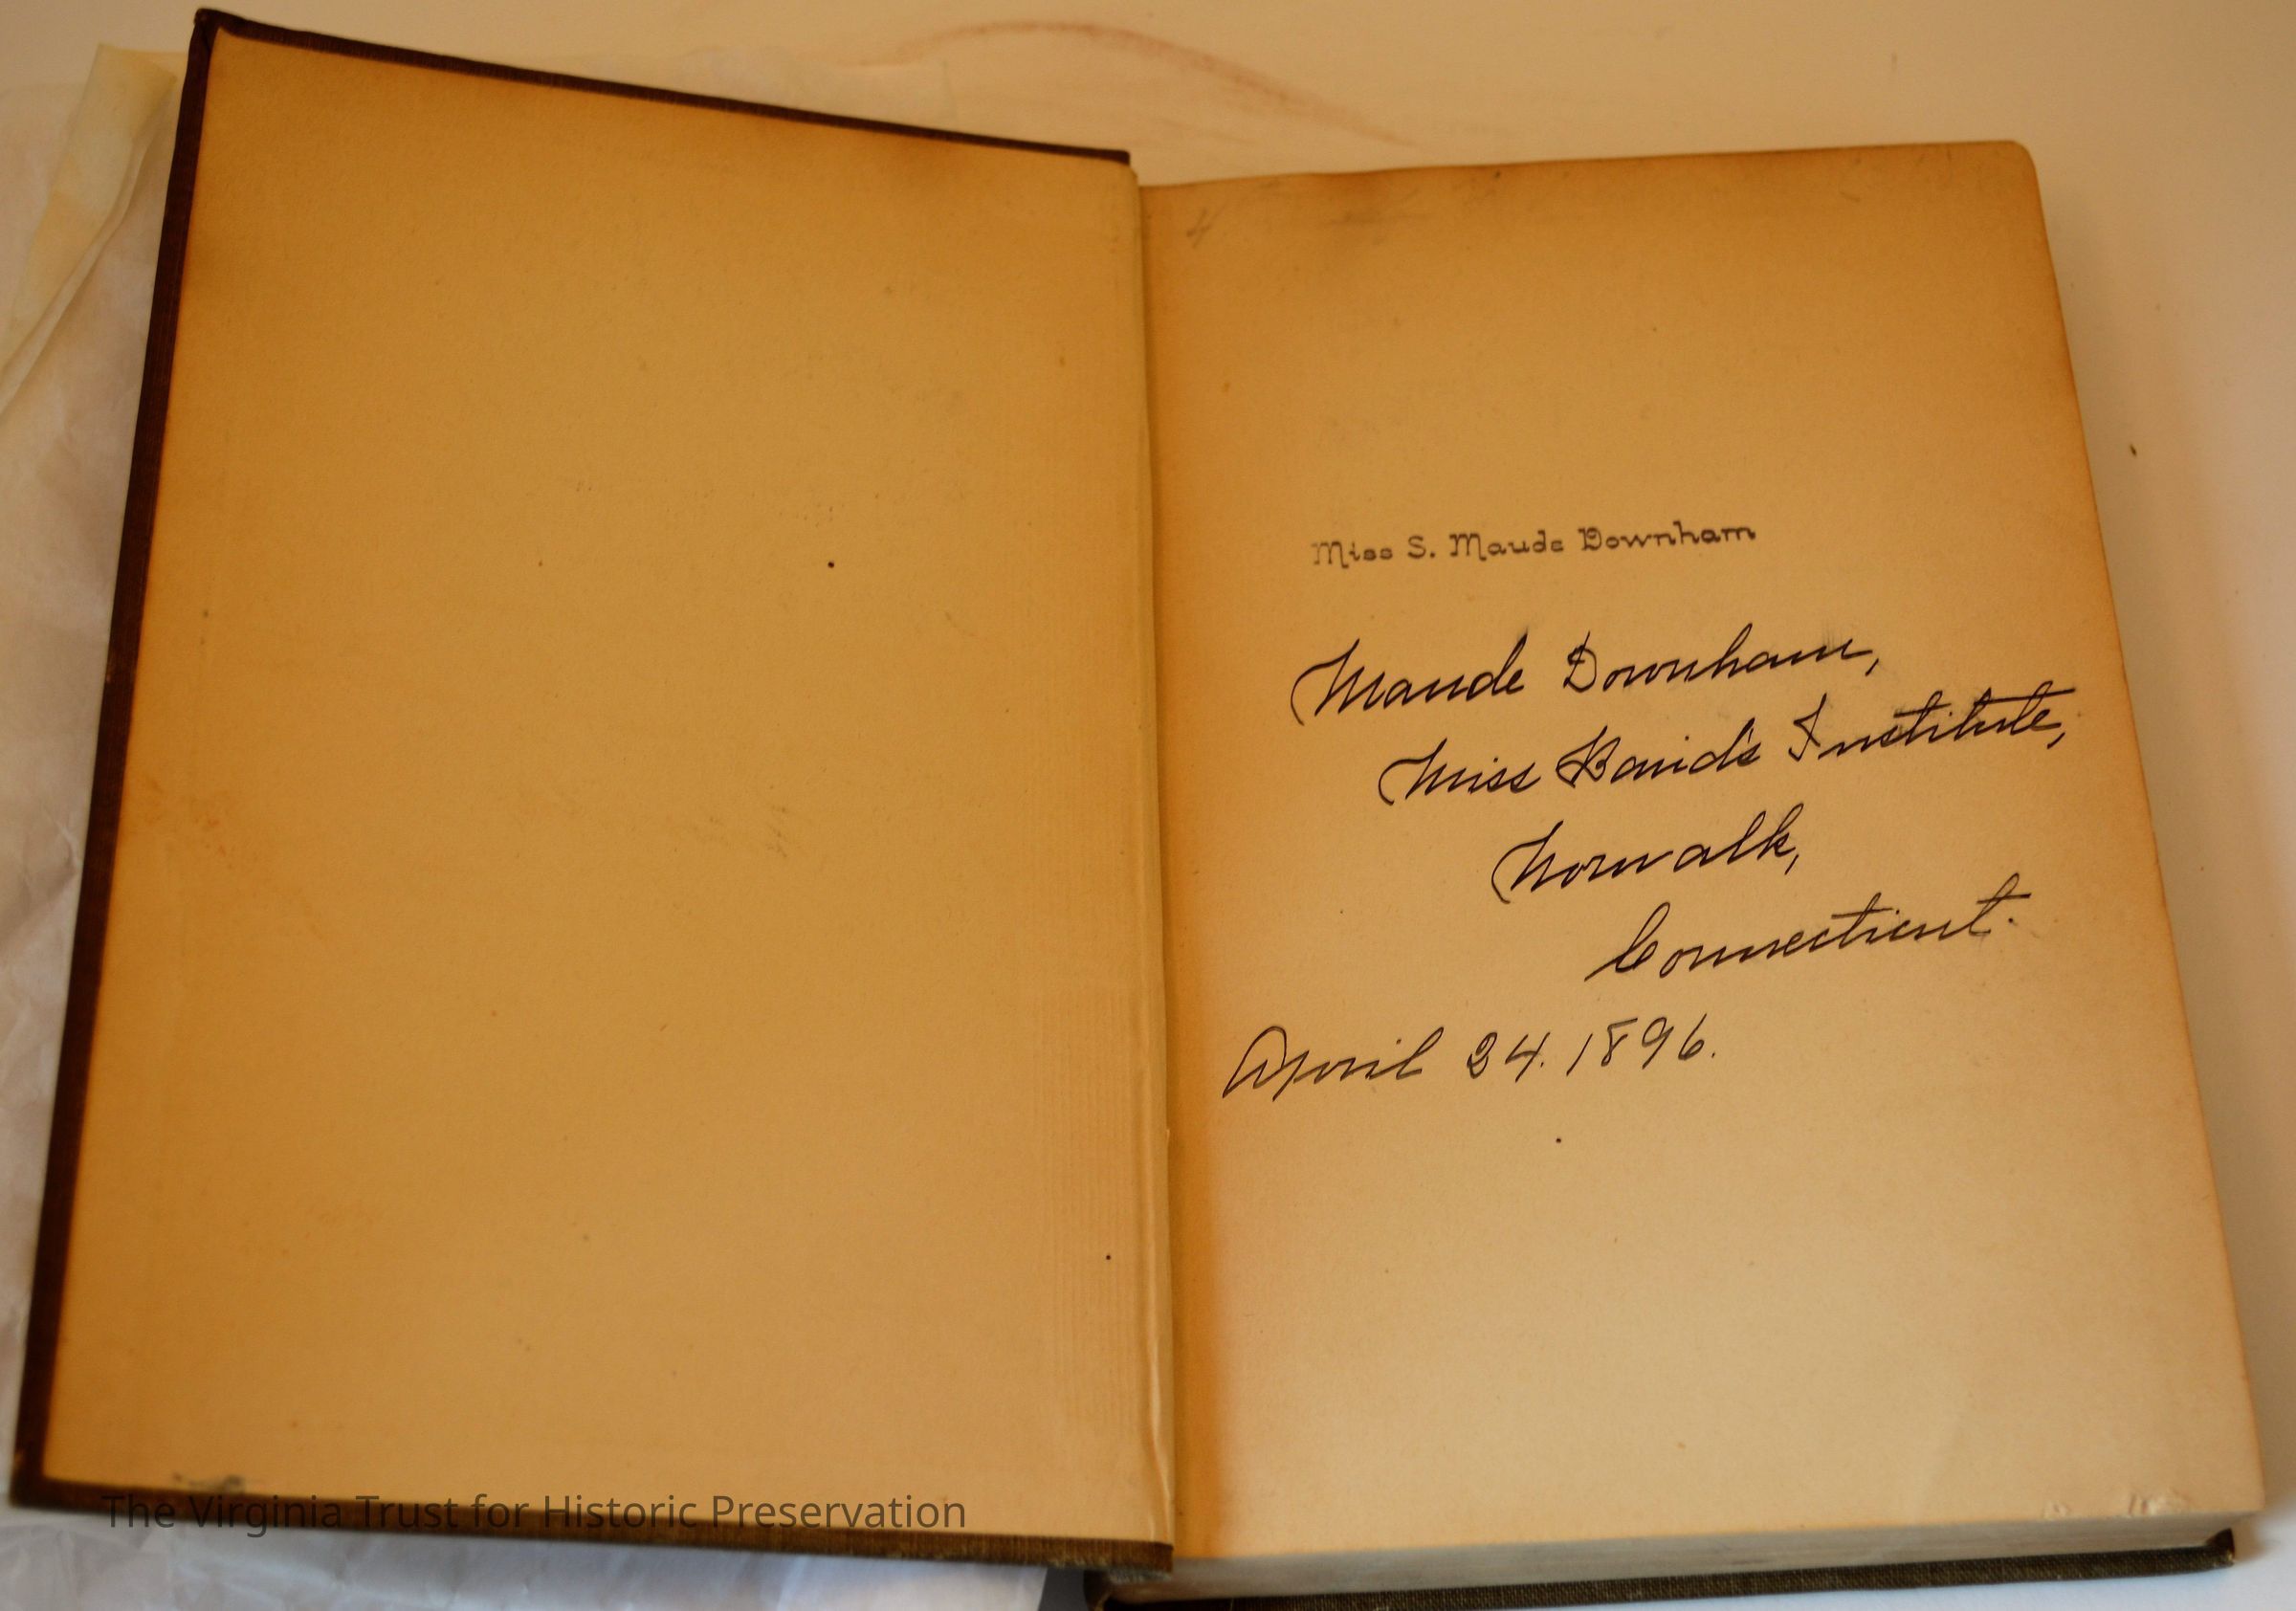 Miss S. Maude Downham
Maude Downham,
Miss Baird's Institute,
Norwalk,
Connecticut.
April 24. 1896.
The Virginia Trust for Historic Preservation